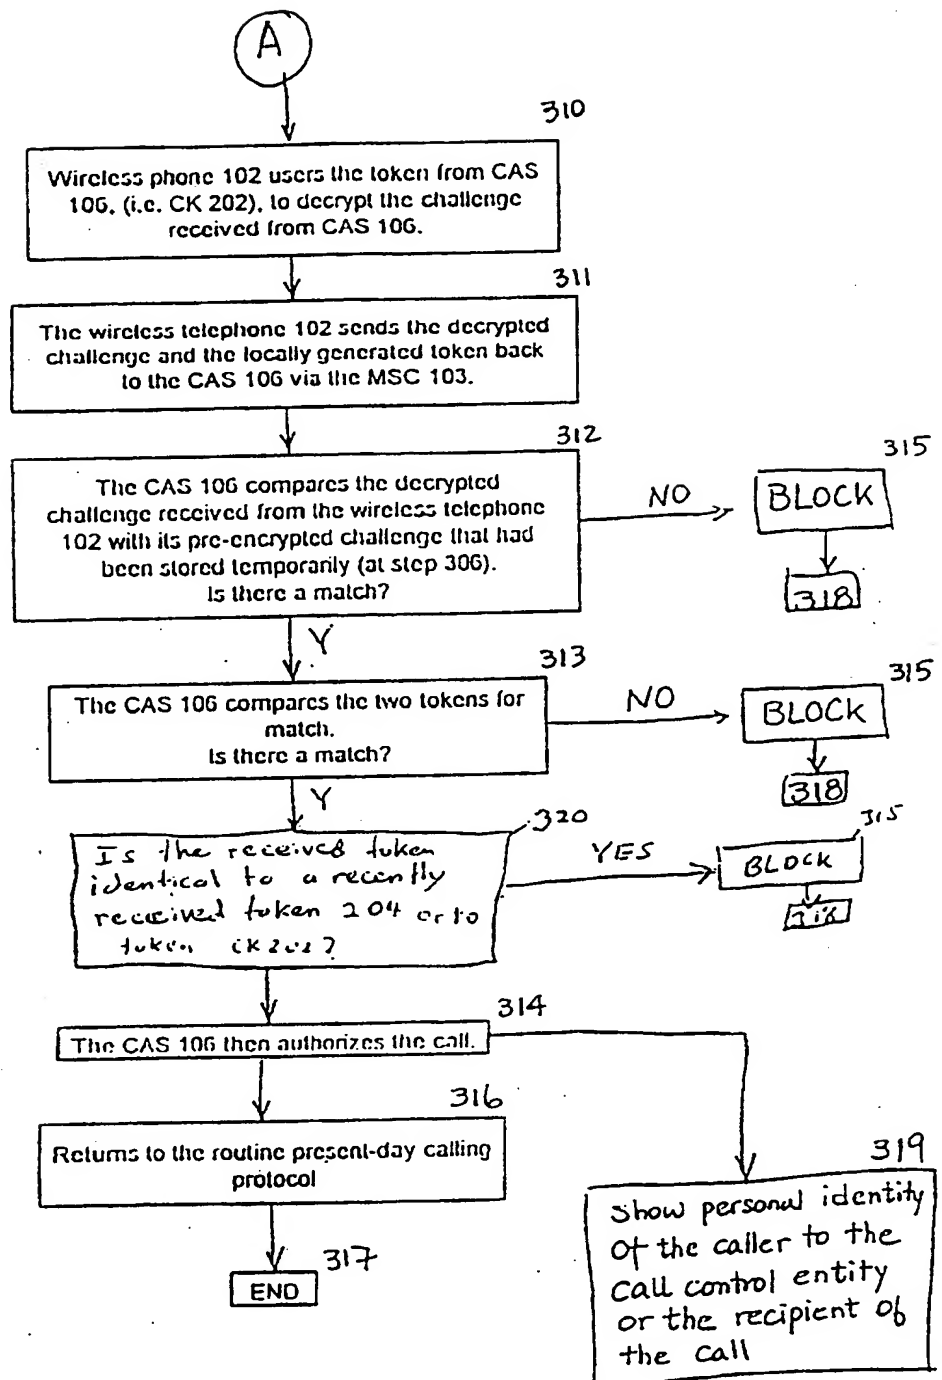 A
310
Wireless phone 102 users the token from CAS
106, (i.e. CK 202), to decrypt the challenge
received from CAS 106.
311
The wireless telephone 102 sends the decrypted
challenge and the locally generated token back
to the CAS 106 via the MSC 103.
312
The CAS 106 compares the decrypted
challenge received from the wireless telephone
102 with its pre-encrypted challenge that had
been stored temporarily (at step 306).
Is there a match?
NO
315
BLOCK
318
Y
313
The CAS 106 compares the two tokens for
match.
Is there a match?
NO
315
BLOCK
318
Y
320
Is the received token
identical to a recently
received token 204 or to
token
YES
315
BLOCK
318
314
The CAS 106 then authorizes the call.
316
Returns to the routine present-day calling
protocol
317
END
319
Show personal identity
of the caller to the
Call control entity
or the recipient of
the call